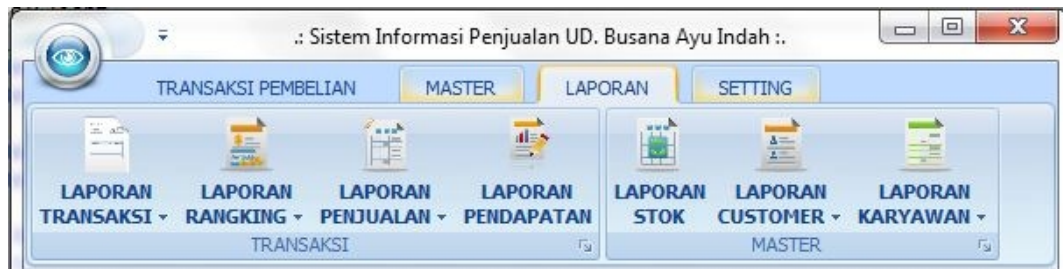 .: Sistem Informasi Penjualan UD. Busana Ayu Indah :.
TRANSAKSI PEMBELIAN MASTER LAPORAN SETTING
LAPORAN TRANSAKSI
LAPORAN RANGKING
LAPORAN PENJUALAN
LAPORAN PENDAPATAN
LAPORAN STOK
LAPORAN CUSTOMER
LAPORAN KARYAWAN
TRANSAKSI MASTER